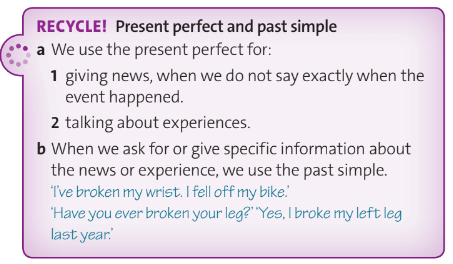 RECYCLE! Present perfect and past simple
a We use the present perfect for:
1 giving news, when we do not say exactly when the
event happened.
2 talking about experiences.
b When we ask for or give specific information about
the news or experience, we use the past simple.
'I've broken my wrist. I fell off my bike.'
'Have you ever broken your leg?' 'Yes, I broke my left leg
last year.'